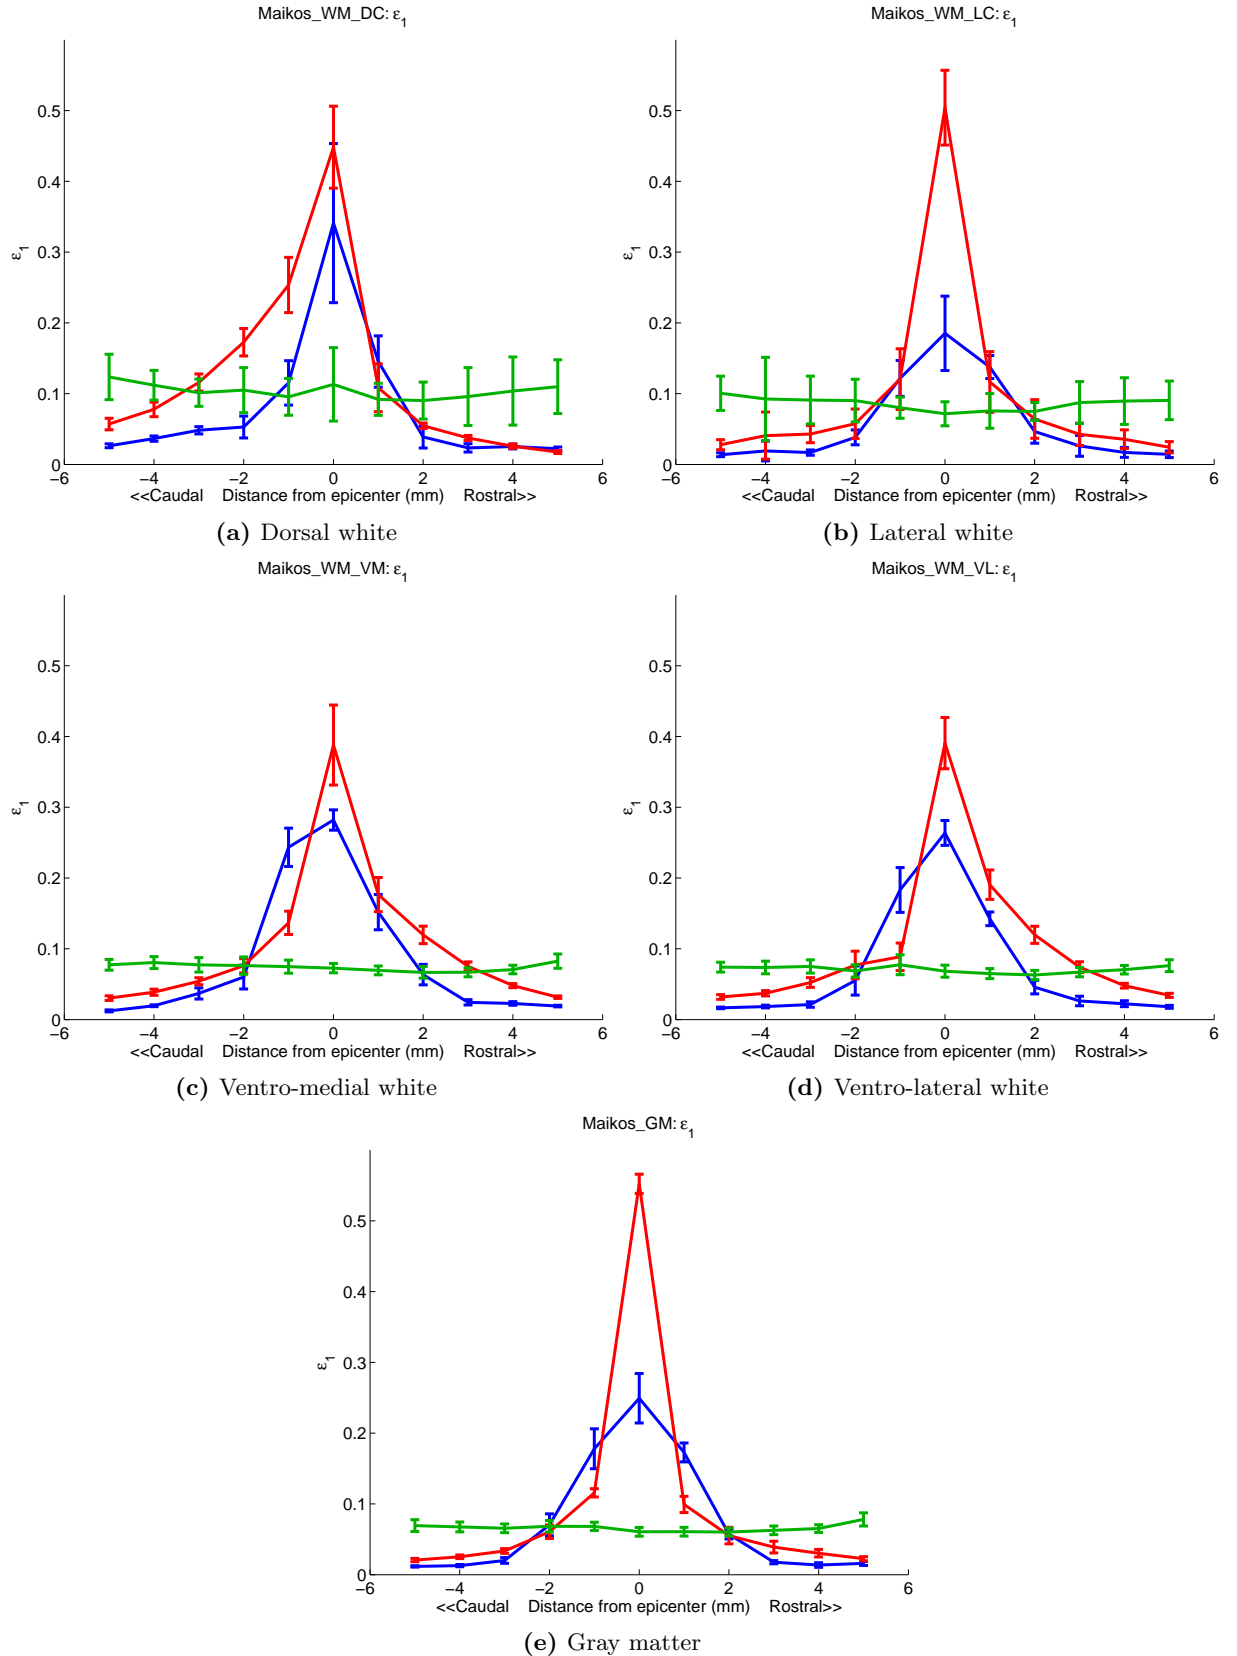 Maikos_WM_DC: ε1
0.5
0.4
0.3
0.2
0.1
0
ε1
−6 −4 −2 0 2 4 6
<<Caudal Distance from epicenter (mm) Rostral>>
(a) Dorsal white
Maikos_WM_LC: ε1
0.5
0.4
0.3
0.2
0.1
0
ε1
−6 −4 −2 0 2 4 6
<<Caudal Distance from epicenter (mm) Rostral>>
(b) Lateral white
Maikos_WM_VM: ε1
0.5
0.4
0.3
0.2
0.1
0
ε1
−6 −4 −2 0 2 4 6
<<Caudal Distance from epicenter (mm) Rostral>>
(c) Ventro-medial white
Maikos_WM_VL: ε1
0.5
0.4
0.3
0.2
0.1
0
ε1
−6 −4 −2 0 2 4 6
<<Caudal Distance from epicenter (mm) Rostral>>
(d) Ventro-lateral white
Maikos_GM: ε1
0.5
0.4
0.3
0.2
0.1
0
ε1
−6 −4 −2 0 2 4 6
<<Caudal Distance from epicenter (mm) Rostral>>
(e) Gray matter